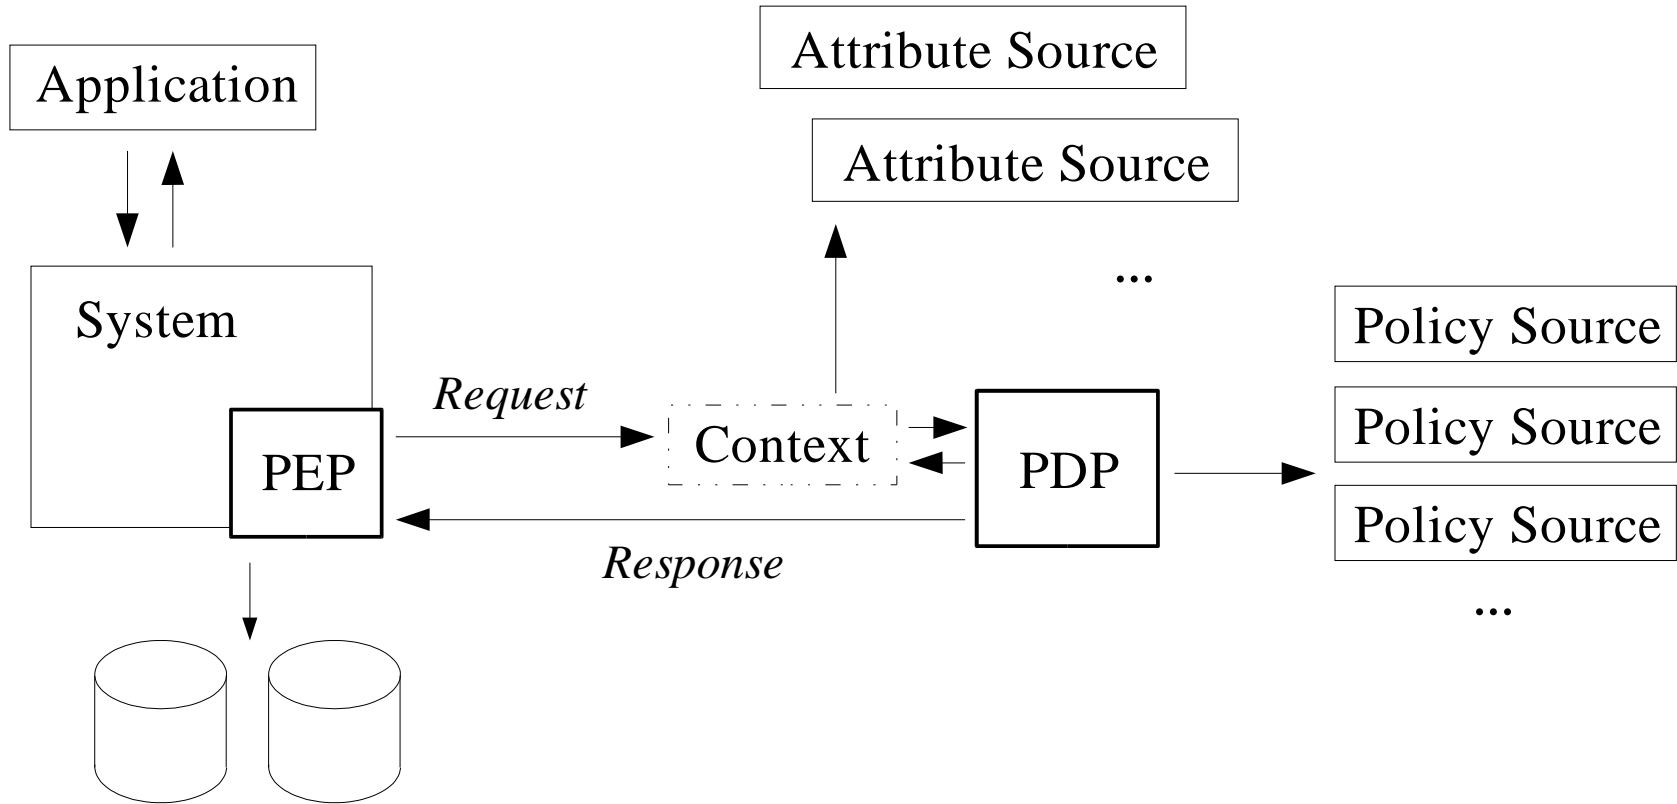 Application
Attribute Source
Attribute Source
...
System
Request
Context
PEP
PDP
Response
Policy Source
Policy Source
Policy Source
...